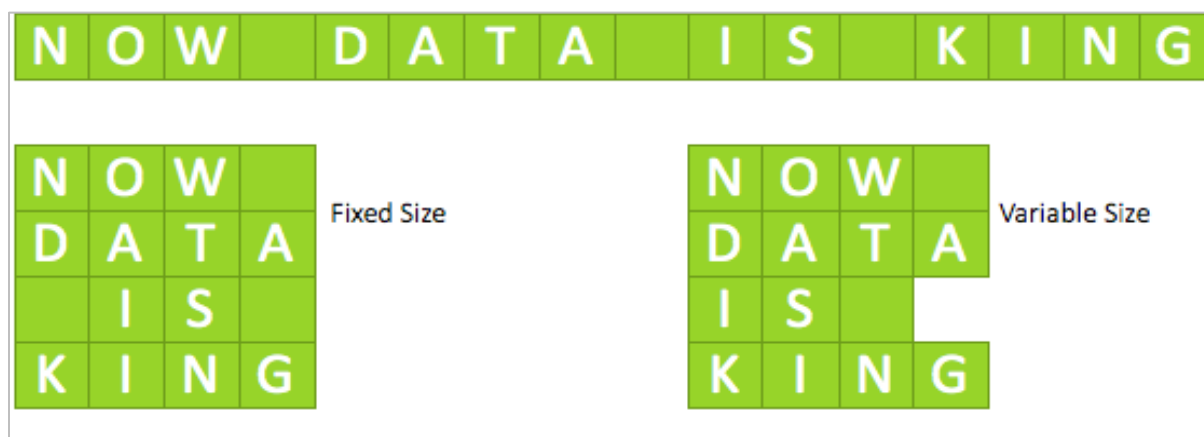 NOW DATA IS KING
NOW
DATA
IS
KING
Fixed Size
NOW
DATA
IS
KING
Variable Size